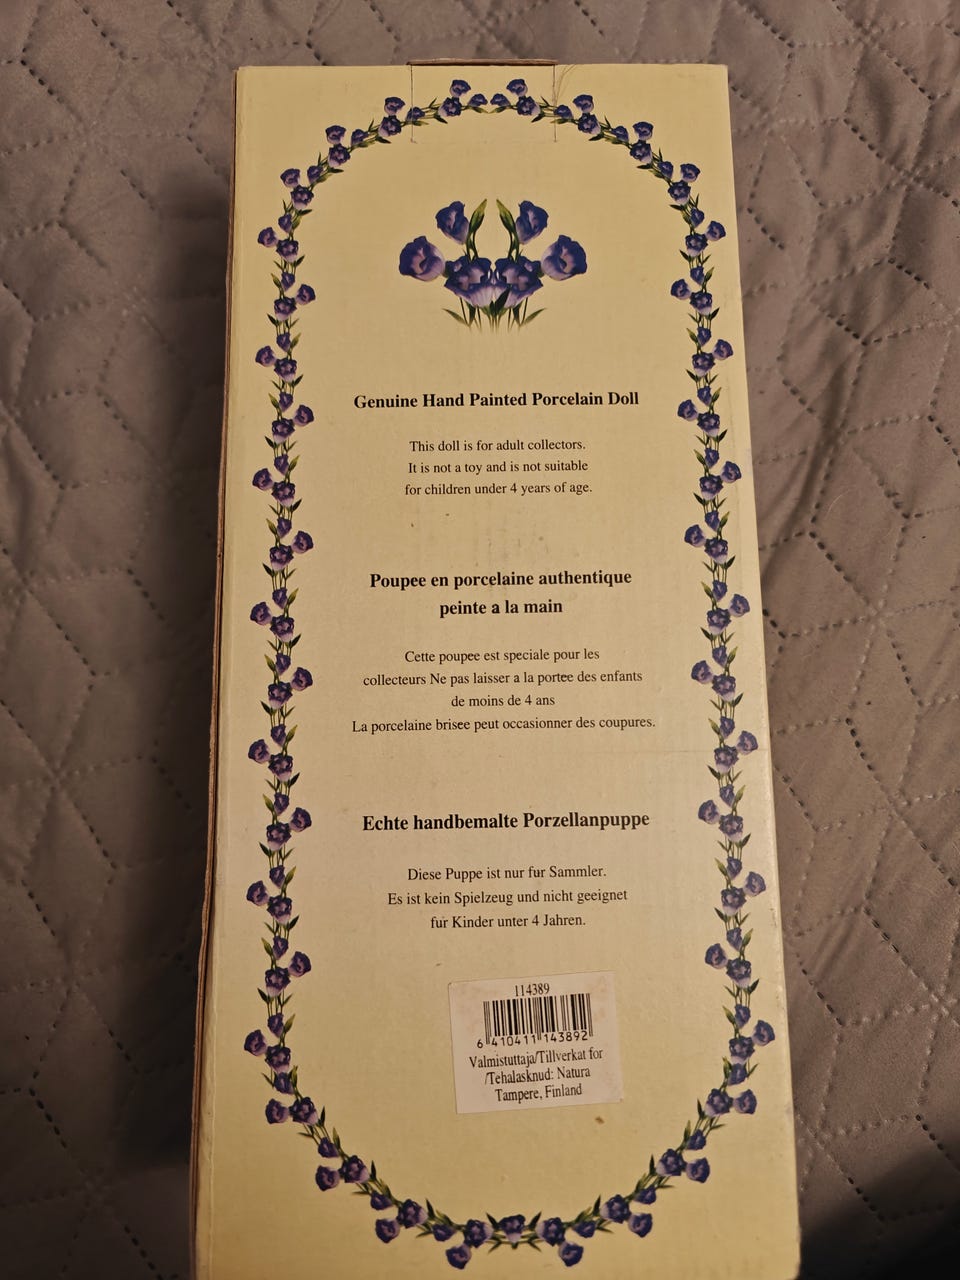 Genuine Hand Painted Porcelain Doll
This doll is for adult collectors.
It is not a toy and is not suitable
for children under 4 years of age.
Poupee en porcelaine authentique
peinte a la main
Cette poupee est speciale pour les
collecteurs Ne pas laisser a la portee des enfants
de moins de 4 ans
La porcelaine brisee peut occasionner des coupures.
Echte handbemalte Porzellanpuppe
Diese Puppe ist nur fur Sammler.
Es ist kein Spielzeug und nicht geeignet
fur Kinder unter 4 Jahren.
114389
6 410411 143892
Valmistuttaja/Tillverkat for
/Tehalasknud: Natura
Tampere, Finland